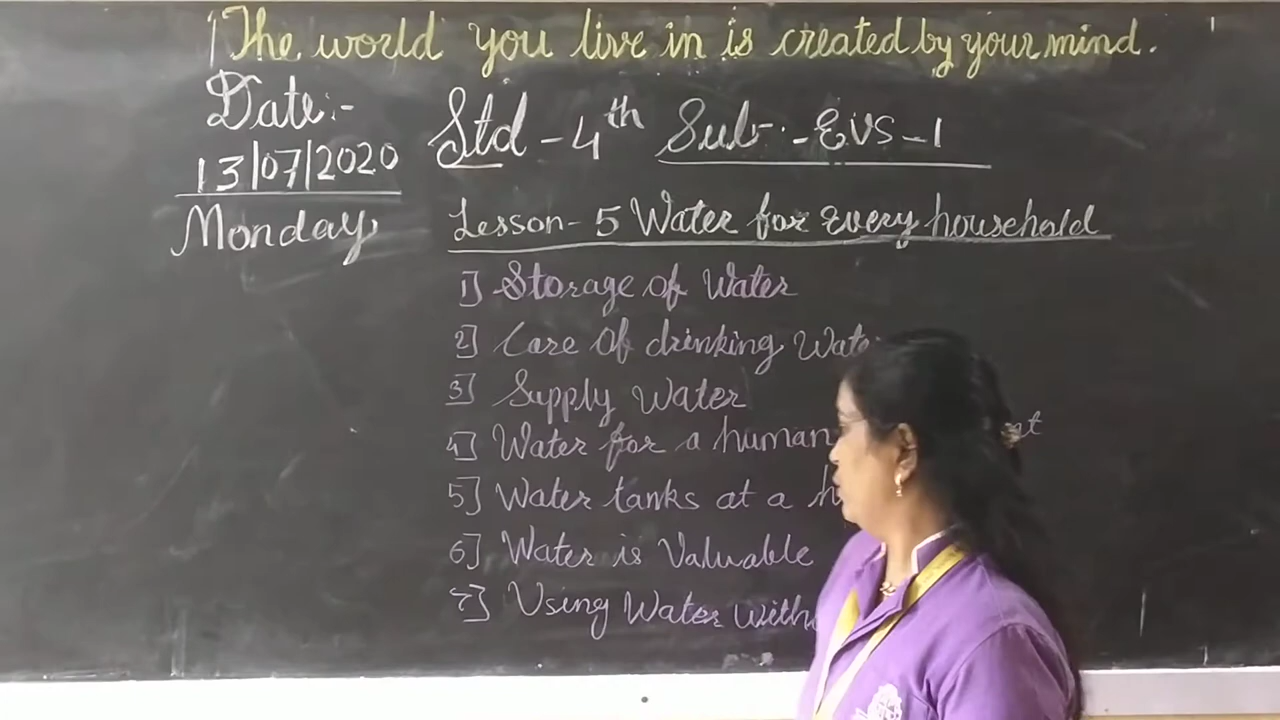 The world you live in is created by your mind.
Date:-
13/07/2020
Monday
Std - 4th Sub:- EVS-1
Lesson- 5 Water for Every household
1] Storage of Water
2] Care of drinking
3] Supply Water
4] Water for a human
5] Water tanks at a
6] Water is Valuable
7] Using Water